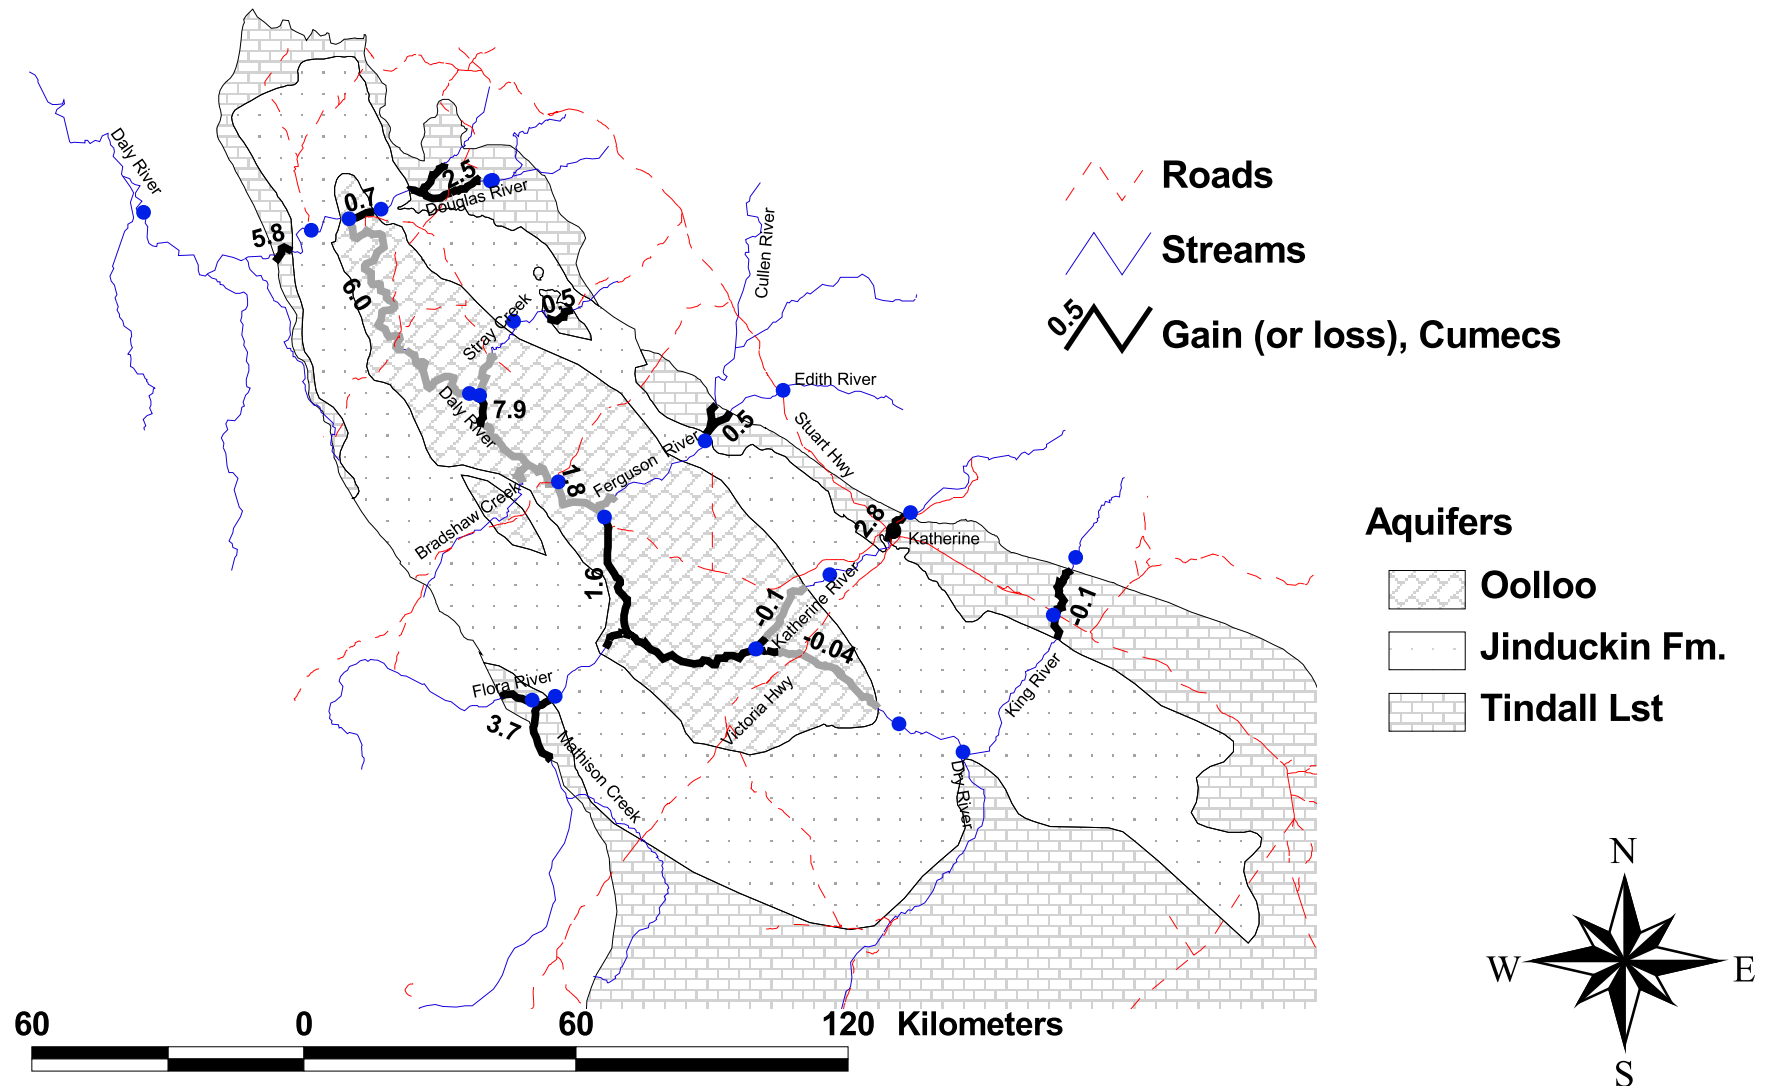 Daly River
5.8
0.7
2.5
Douglas River
6.0
Stray Creek
0.5
Cullen River
Daly River
7.9
Edith River
0.5
Stuart Hwy
1.8
Ferguson River
Bradshaw Creek
2.8
Katherine
1.6
-0.1
Katherine River
-0.04
-0.1
King River
Flora River
3.7
Victoria Hwy
Mathison Creek
Dry River
Roads
Streams
0.5
Gain (or loss), Cumecs
Aquifers
Oolloo
Jinduckin Fm.
Tindall Lst
N
W
E
S
60 0 60 120 Kilometers